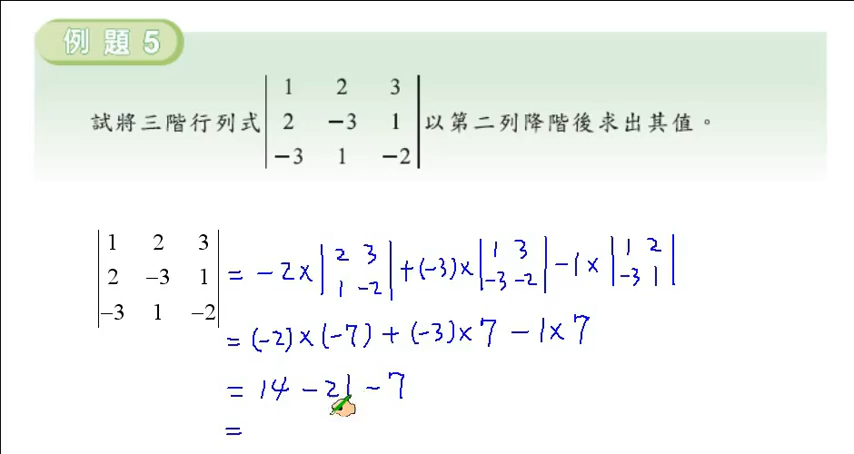 例題 5
1 2 3
試將三階行列式 2 −3 1 以第二列降階後求出其值。
−3 1 −2
1 2 3
2 −3 1
−3 1 −2
= −2 × | 2 3 | + (−3) × | 1 3 | − 1 × | 1 2 |
1 −2 −3 −2 −3 1
= (−2) × (−7) + (−3) × 7 − 1 × 7
= 14 − 21 − 7
=